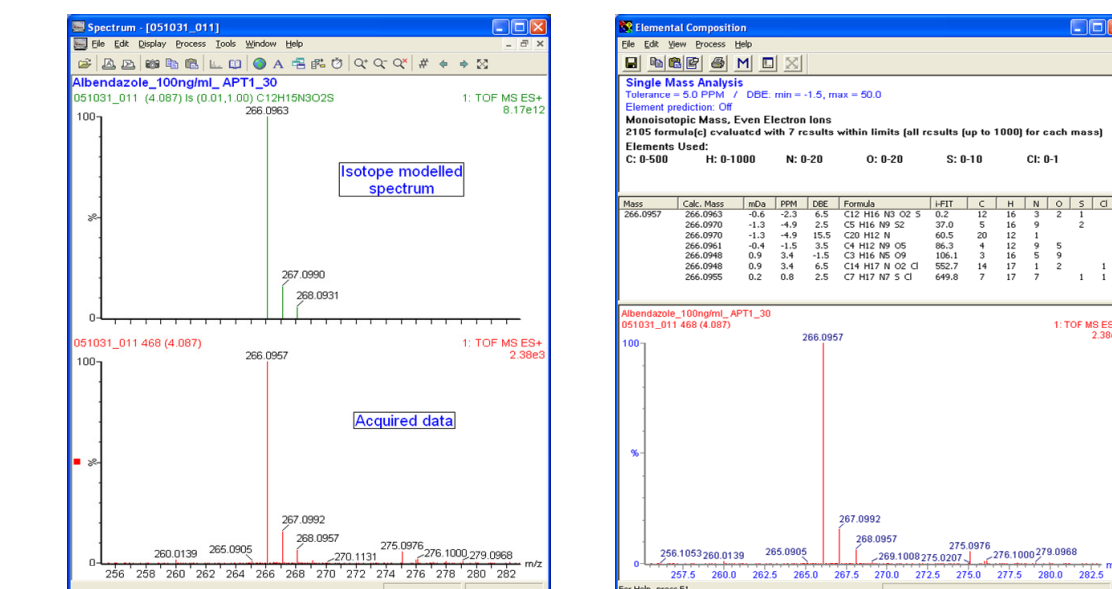 Spectrum - [051031_011]
File Edit Display Process Tools Window Help
Albendazole_100ng/ml_ APT1_30
051031_011 (4.087) Is (0.01,1.00) C12H15N3O2S
1: TOF MS ES+
8.17e12
100
%
0
266.0963
267.0990
268.0931
Isotope modelled
spectrum
051031_011 468 (4.087)
1: TOF MS ES+
2.38e3
100
%
0
266.0957
Acquired data
267.0992
268.0957
260.0139
265.0905
270.1131
275.0976
276.1000
279.0968
m/z
256 258 260 262 264 266 268 270 272 274 276 278 280 282
Elemental Composition
File Edit View Process Help
M
Single Mass Analysis
Tolerance = 5.0 PPM / DBE: min = -1.5, max = 50.0
Element prediction: Off
Monoisotopic Mass, Even Electron Ions
2105 formula(e) evaluated with 7 results within limits (all results (up to 1000) for each mass)
Elements Used:
C: 0-500 H: 0-1000 N: 0-20 O: 0-20 S: 0-10 Cl: 0-1
Mass Calc. Mass mDa PPM DBE Formula i-FIT C H N O S Cl
266.0957 266.0963 -0.6 -2.3 6.5 C12 H16 N3 O2 S 0.2 12 16 3 2 1
266.0970 -1.3 -4.9 2.5 C5 H16 N9 S2 37.0 5 16 9 2
266.0970 -1.3 -4.9 15.5 C20 H12 N 60.5 20 12 1
266.0961 -0.4 -1.5 3.5 C4 H12 N9 O5 86.3 4 12 9 5
266.0948 0.9 3.4 -1.5 C3 H16 N5 O9 106.1 3 16 5 9
266.0948 0.9 3.4 6.5 C14 H17 N O2 Cl 552.7 14 17 1 2 1
266.0955 0.2 0.8 2.5 C7 H17 N7 S Cl 649.8 7 17 7 1 1
Albendazole_100ng/ml_ APT1_30
051031_011 468 (4.087)
1: TOF MS ES
2.38
100
%
0
266.0957
267.0992
268.0957
256.1053
260.0139
265.0905
269.1008
275.0207
275.0976
276.1000
279.0968
257.5 260.0 262.5 265.0 267.5 270.0 272.5 275.0 277.5 280.0 282.5